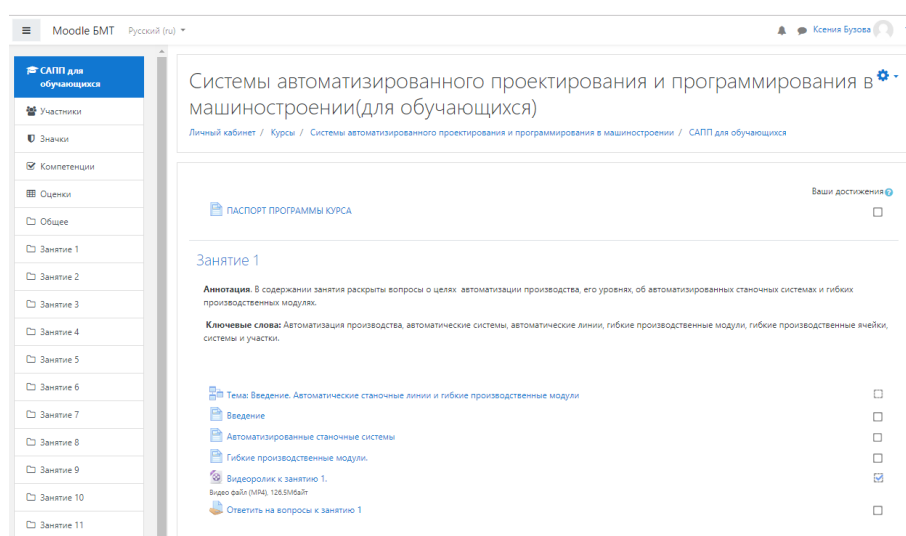 Moodle БМТ Русский (ru)
Ксения Бузова
САПП для
обучающихся
Участники
Значки
Компетенции
Оценки
Общее
Занятие 1
Занятие 2
Занятие 3
Занятие 4
Занятие 5
Занятие 6
Занятие 7
Занятие 8
Занятие 9
Занятие 10
Занятие 11
Системы автоматизированного проектирования и программирования в
машиностроении(для обучающихся)
Личный кабинет / Курсы / Системы автоматизированного проектирования и программирования в машиностроении / САПП для обучающихся
Ваши достижения
ПАСПОРТ ПРОГРАММЫ КУРСА
Занятие 1
Аннотация. В содержании занятия раскрыты вопросы о целях автоматизации производства, его уровнях, об автоматизированных станочных системах и гибких
производственных модулях.
Ключевые слова: Автоматизация производства, автоматические системы, автоматические линии, гибкие производственные модули, гибкие производственные ячейки,
системы и участки.
Тема: Введение. Автоматические станочные линии и гибкие производственные модули
Введение
Автоматизированные станочные системы
Гибкие производственные модули.
Видеоролик к занятию 1.
Видео файл (MP4), 126.5Мбайт
Ответить на вопросы к занятию 1